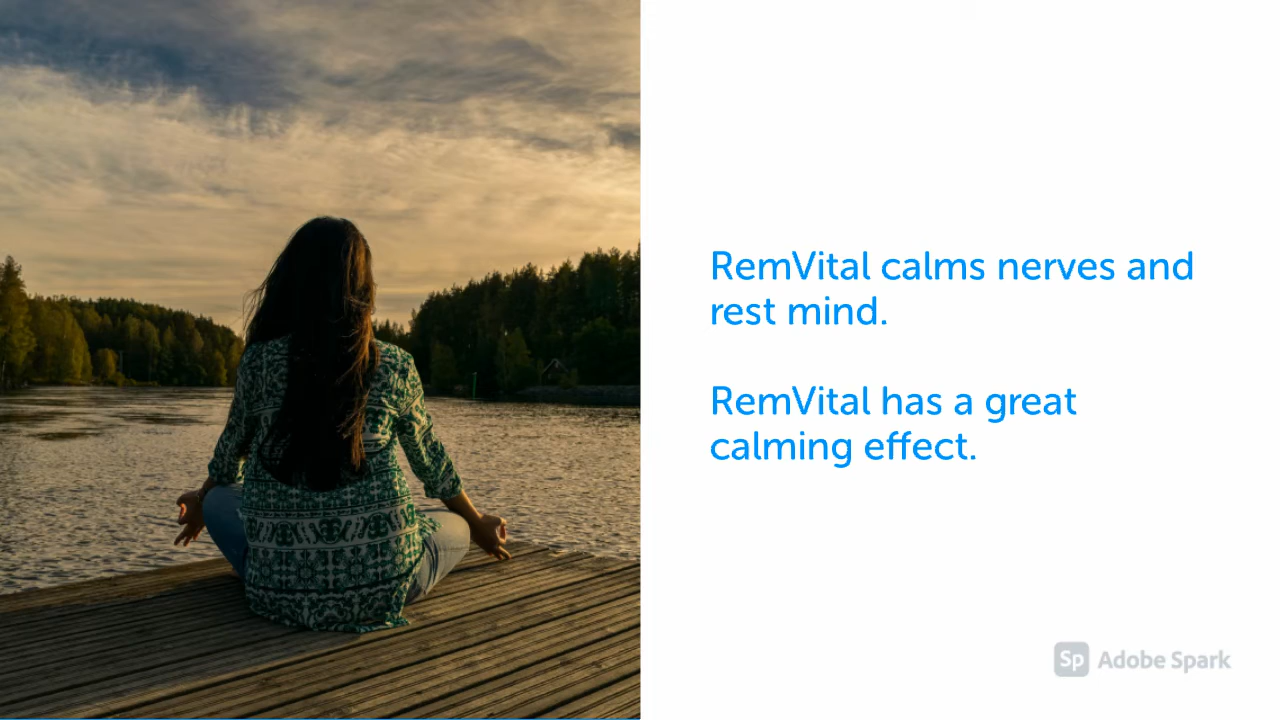 RemVital calms nerves and
rest mind.
RemVital has a great
calming effect.
Sp Adobe Spark